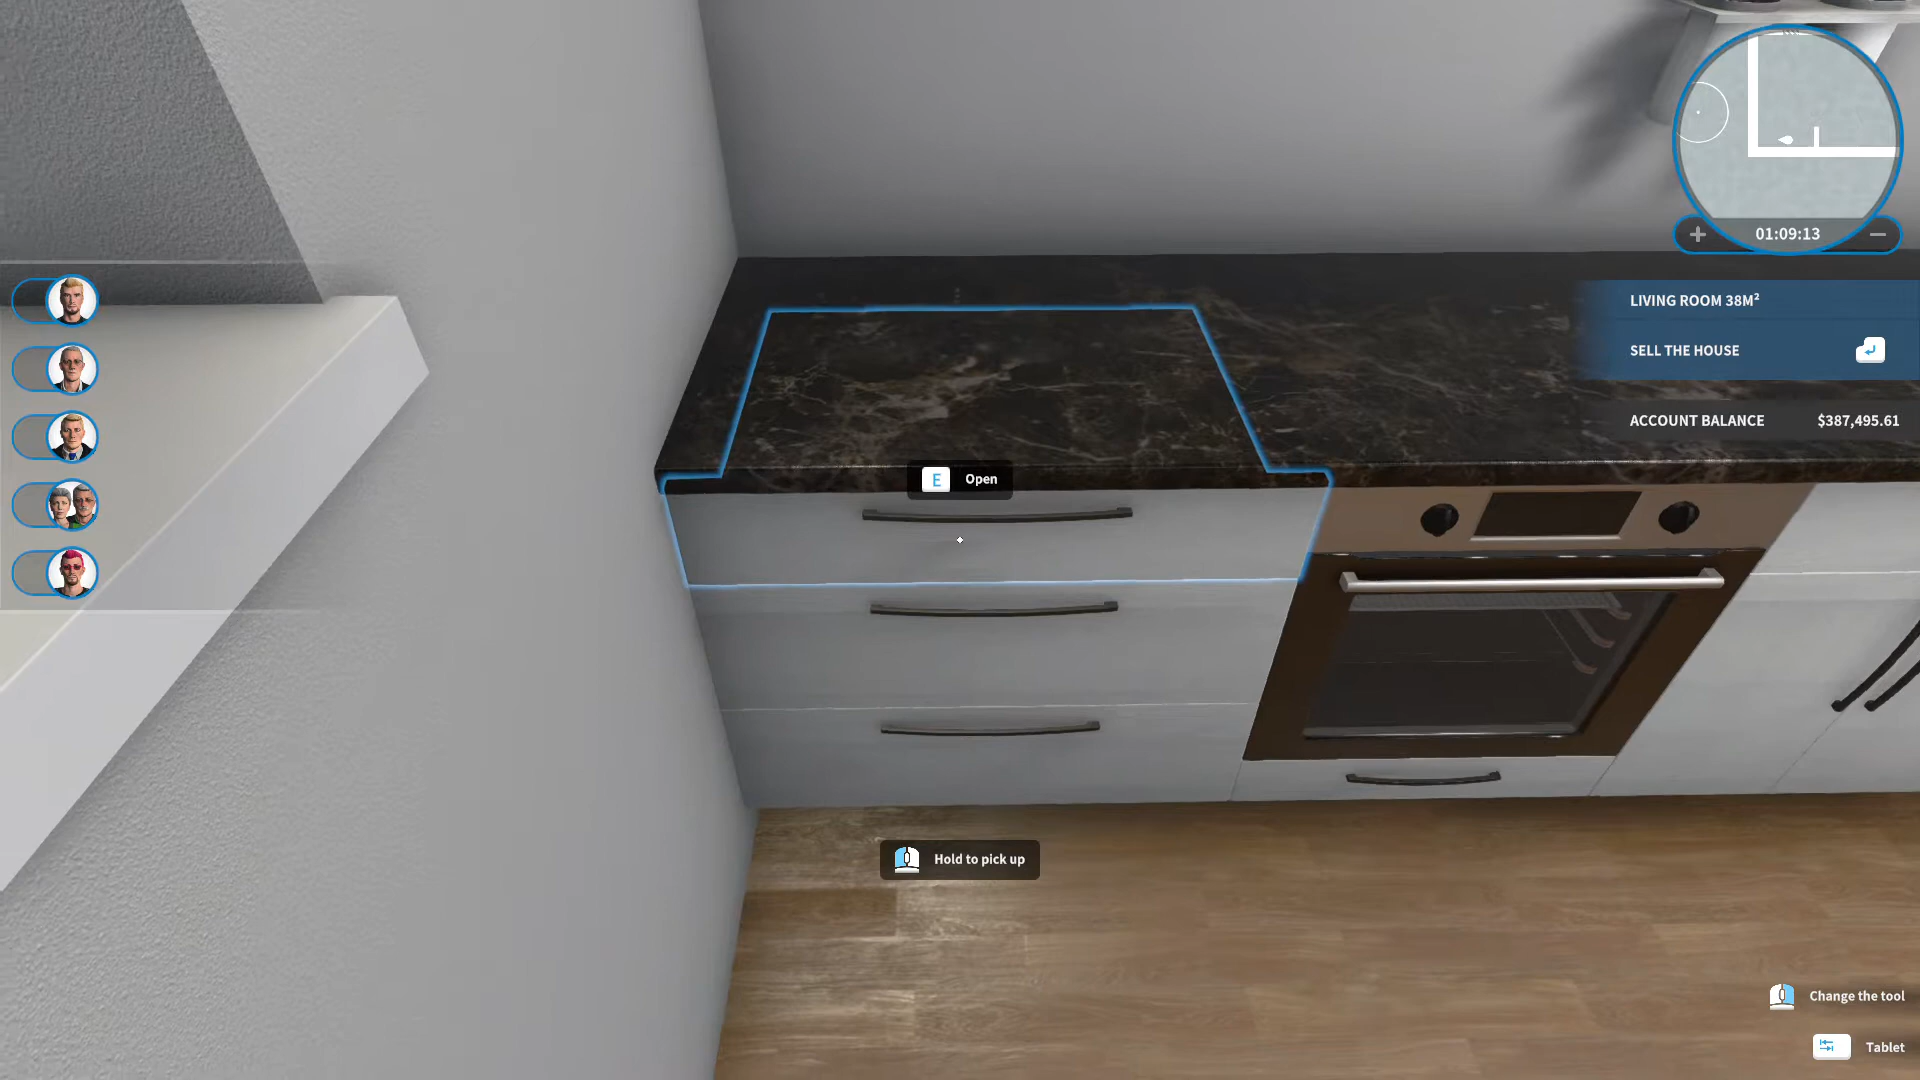 01:09:13
LIVING ROOM 38M²
SELL THE HOUSE
ACCOUNT BALANCE $387,495.61
E Open
Hold to pick up
Change the tool
Tablet